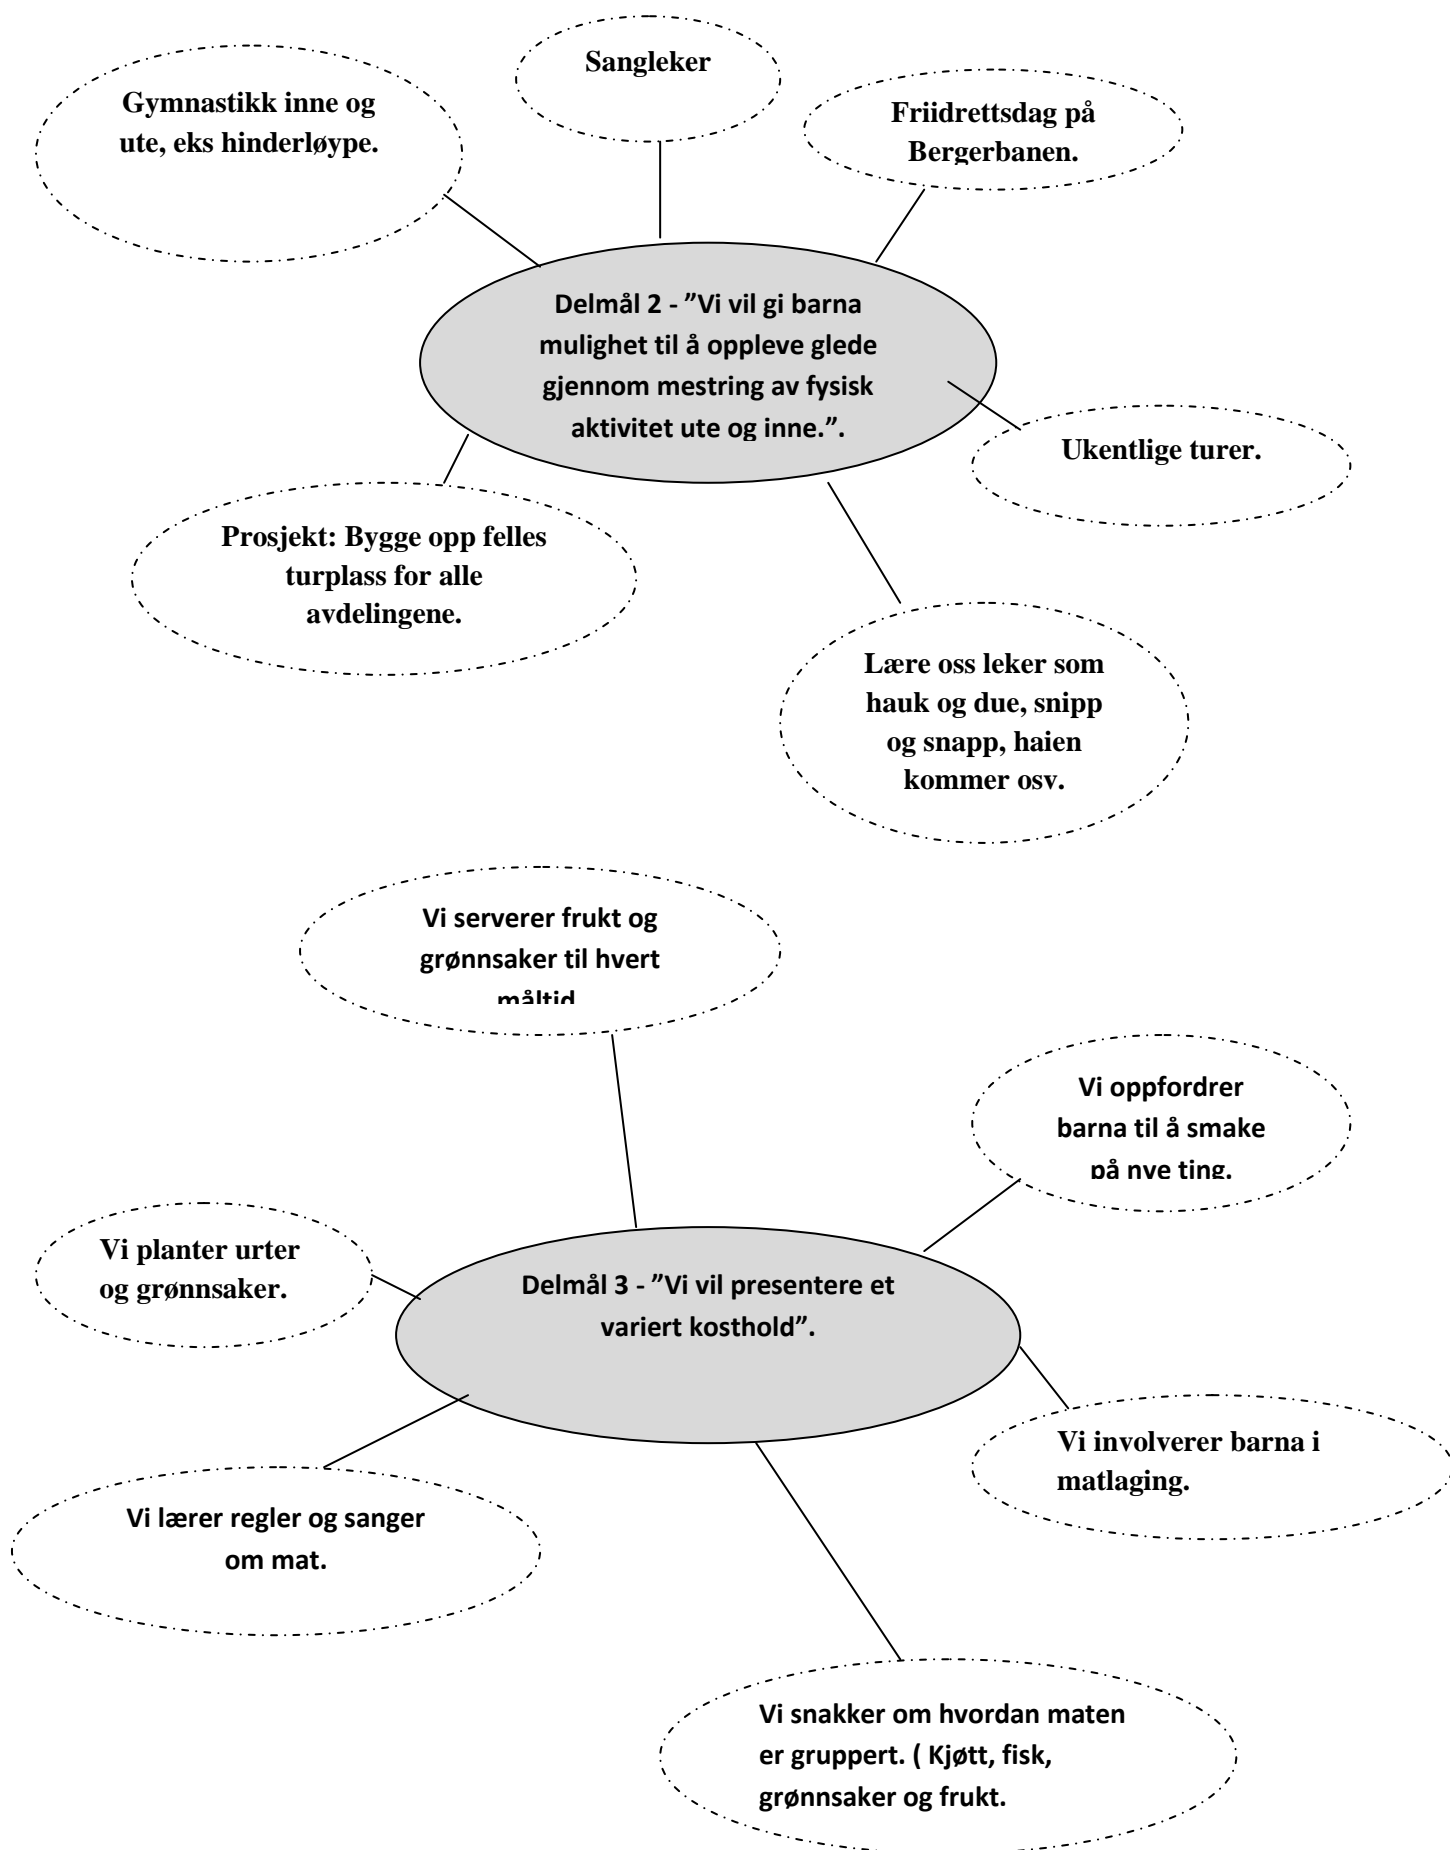 Sangleker
Gymnastikk inne og
ute, eks hinderløype.
Friidrettsdag på
Bergerbanen.
Delmål 2 - ”Vi vil gi barna
mulighet til å oppleve glede
gjennom mestring av fysisk
aktivitet ute og inne.”.
Ukentlige turer.
Prosjekt: Bygge opp felles
turplass for alle
avdelingene.
Lære oss leker som
hauk og due, snipp
og snapp, haien
kommer osv.
Vi serverer frukt og
grønnsaker til hvert
måltid
Vi oppfordrer
barna til å smake
på nye ting.
Vi planter urter
og grønnsaker.
Delmål 3 - ”Vi vil presentere et
variert kosthold”.
Vi involverer barna i
matlaging.
Vi lærer regler og sanger
om mat.
Vi snakker om hvordan maten
er gruppert. ( Kjøtt, fisk,
grønnsaker og frukt.